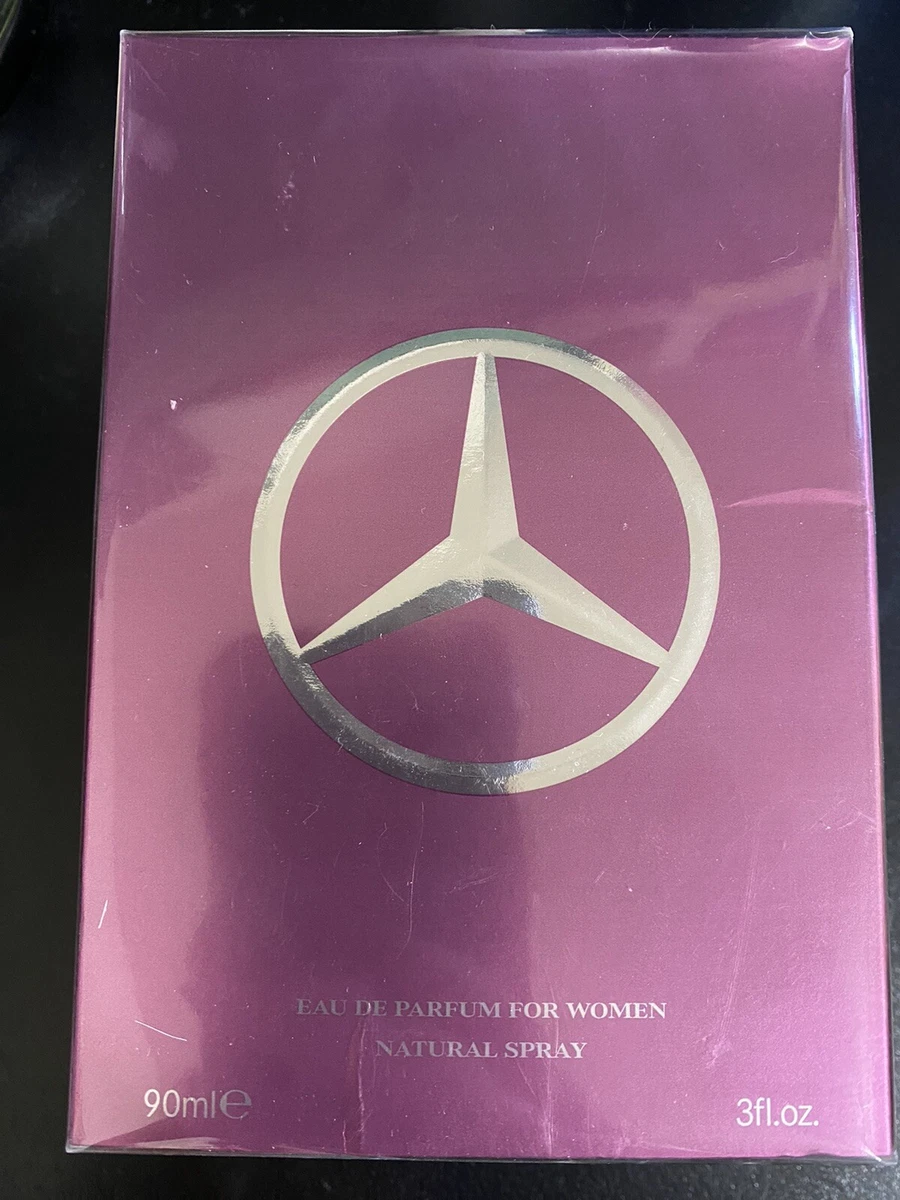 EAU DE PARFUM FOR WOMEN
NATURAL SPRAY
90ml℮
3fl.oz.